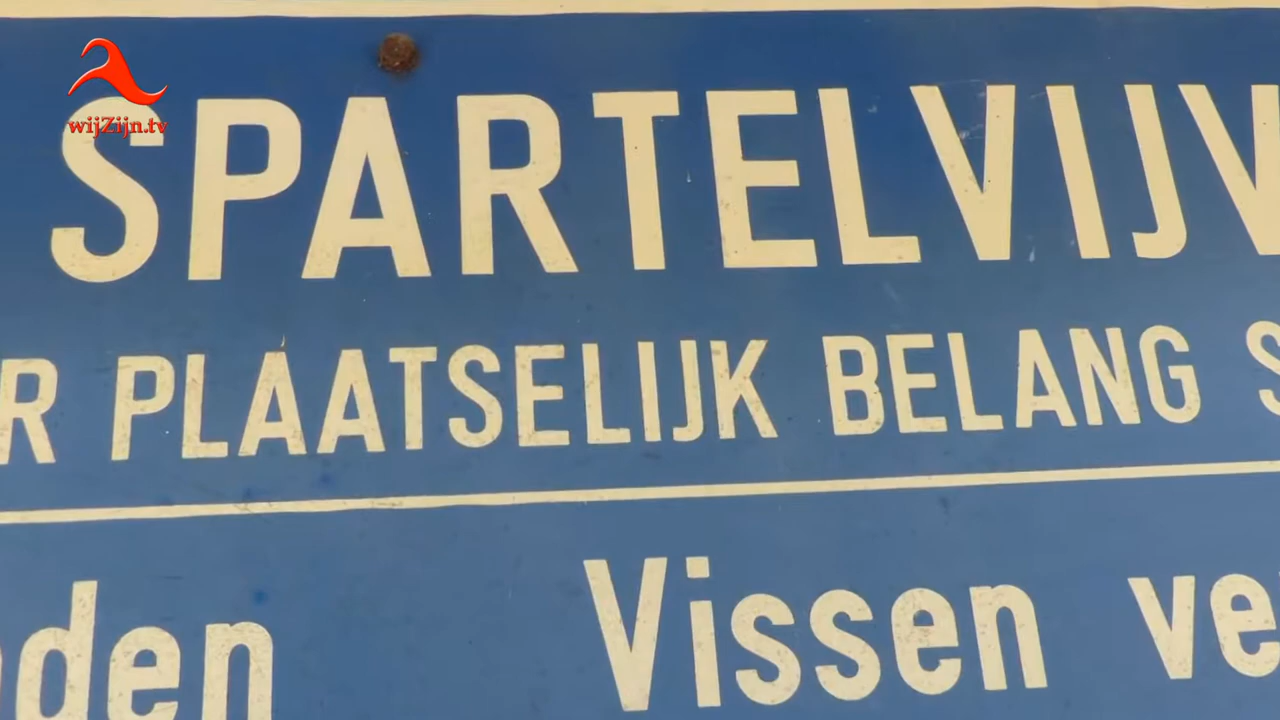 wijZijn.tv
SPARTELVIJV
R PLAATSELIJK BELANG S
den Vissen ve